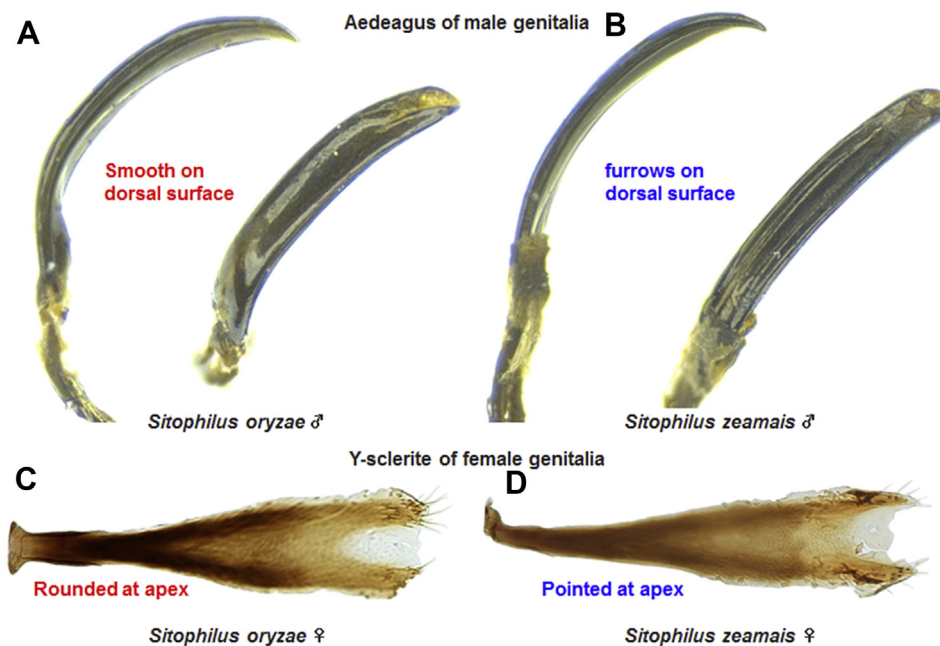 A
Aedeagus of male genitalia
B
Smooth on
dorsal surface
furrows on
dorsal surface
Sitophilus oryzae ♂
Sitophilus zeamais ♂
Y-sclerite of female genitalia
C
D
Rounded at apex
Pointed at apex
Sitophilus oryzae ♀
Sitophilus zeamais ♀